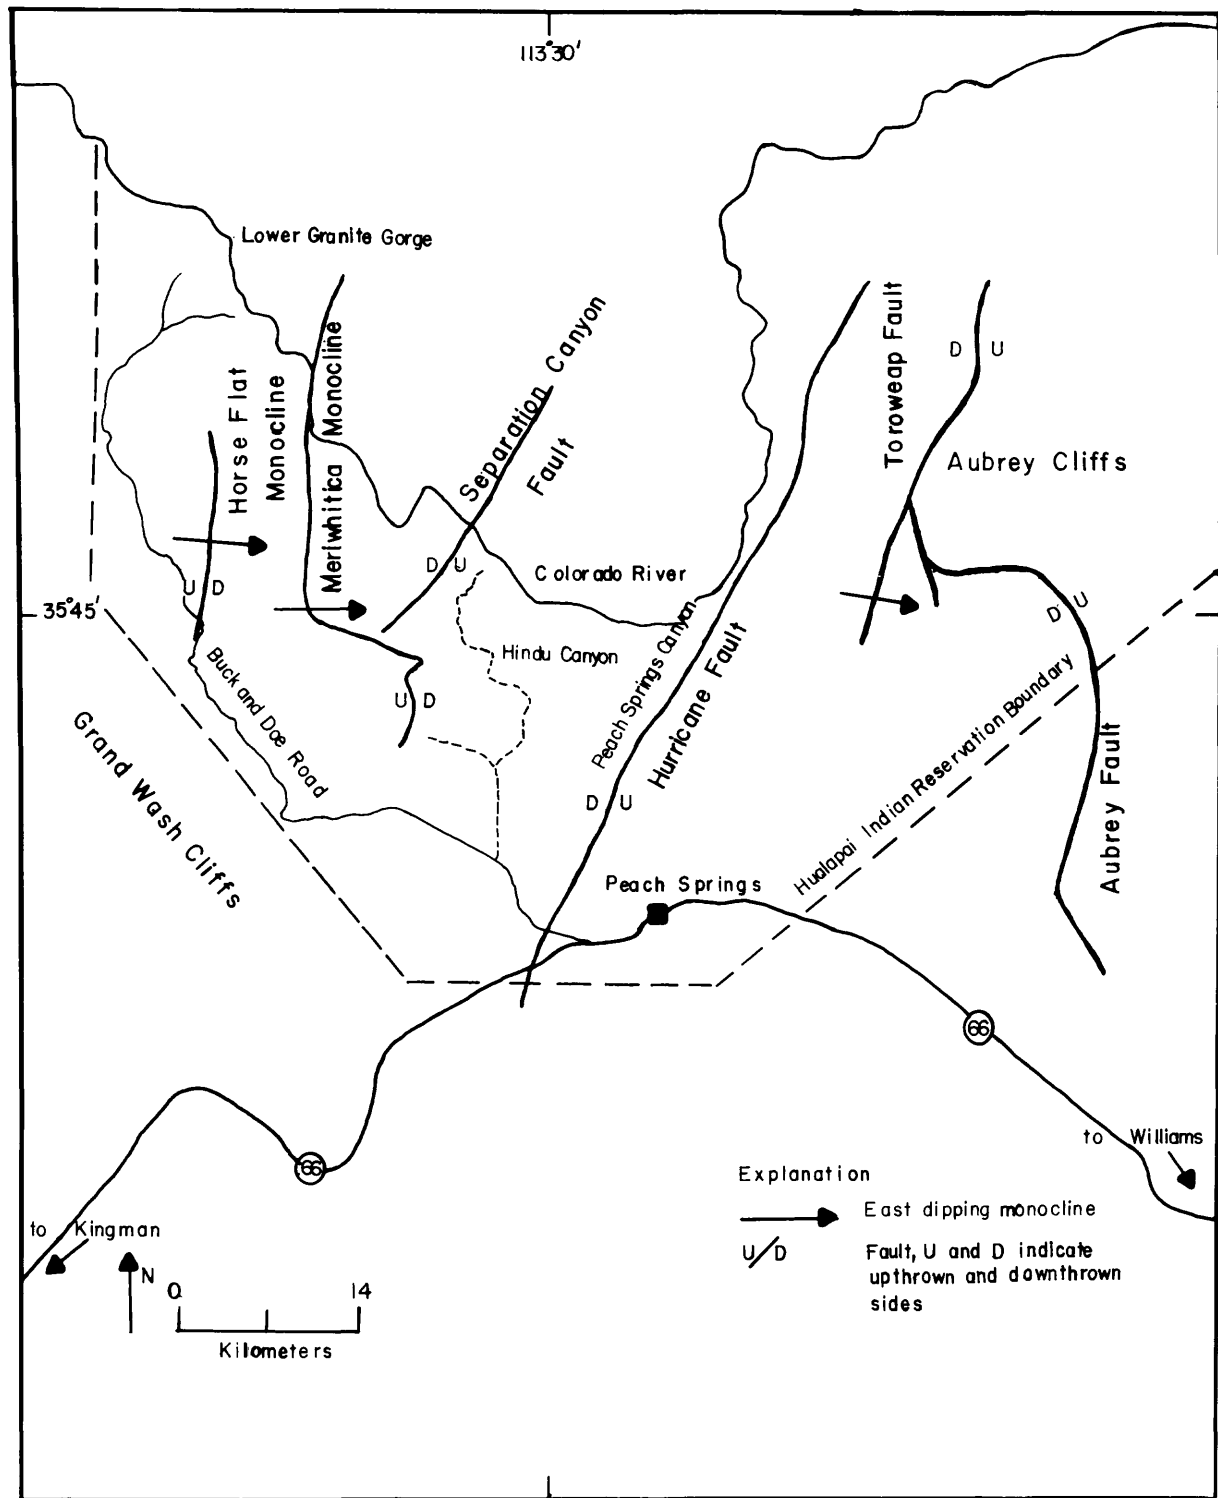 113°30'
Lower Granite Gorge
Horse Flat
Monocline
Meriwhitica Monocline
Separation Canyon
Fault
Toroweap Fault
D U
Aubrey Cliffs
D U
Colorado River
U D
35°45'
D U
Hindu Canyon
Peach Springs Canyon
Hurricane Fault
Buck and Doe Road
U D
Grand Wash Cliffs
Hualapai Indian Reservation Boundary
Aubrey Fault
D U
Peach Springs
66
66
to Williams
to Kingman
N
0 14
Kilometers
Explanation
East dipping monocline
U/D
Fault, U and D indicate
upthrown and downthrown
sides